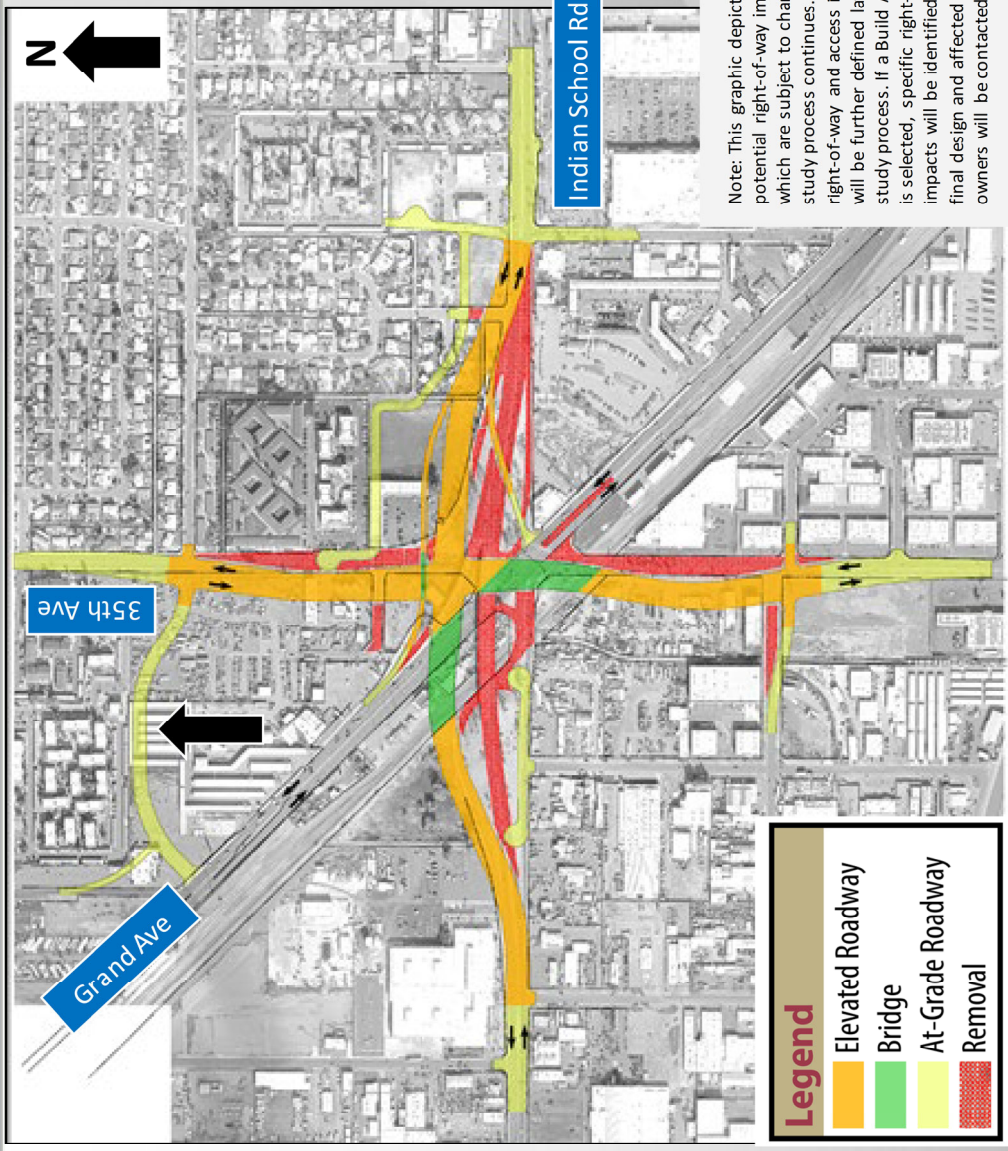 N
Indian School Rd
35th Ave
Grand Ave
Note: This graphic depict
potential right-of-way im
which are subject to char
study process continues.
right-of-way and access i
will be further defined la
study process. If a Build A
is selected, specific right-
impacts will be identified
final design and affected
owners will be contacted
Legend
Elevated Roadway
Bridge
At-Grade Roadway
Removal